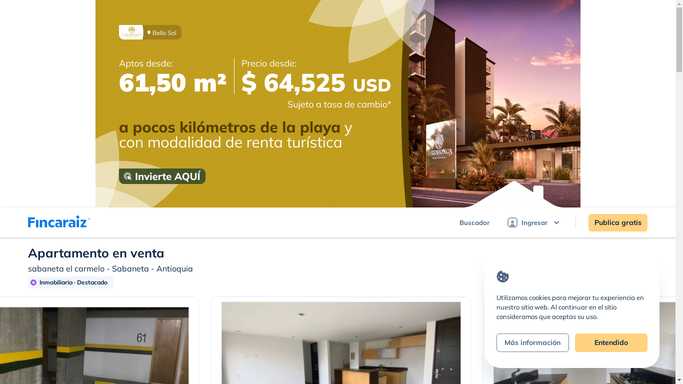 Bello Sol
Aptos desde:
61,50 m²
Precio desde:
$ 64,525 USD
Sujeto a tasa de cambio*
a pocos kilómetros de la playa y
con modalidad de renta turística
Invierte AQUÍ
Fincaraiz
Buscador
Ingresar
Publica gratis
Apartamento en venta
sabaneta el carmelo - Sabaneta - Antioquia
Inmobiliaria · Destacado
61
Utilizamos cookies para mejorar tu experiencia en
nuestro sitio web. Al continuar en el sitio
consideramos que aceptas su uso.
Más información
Entendido